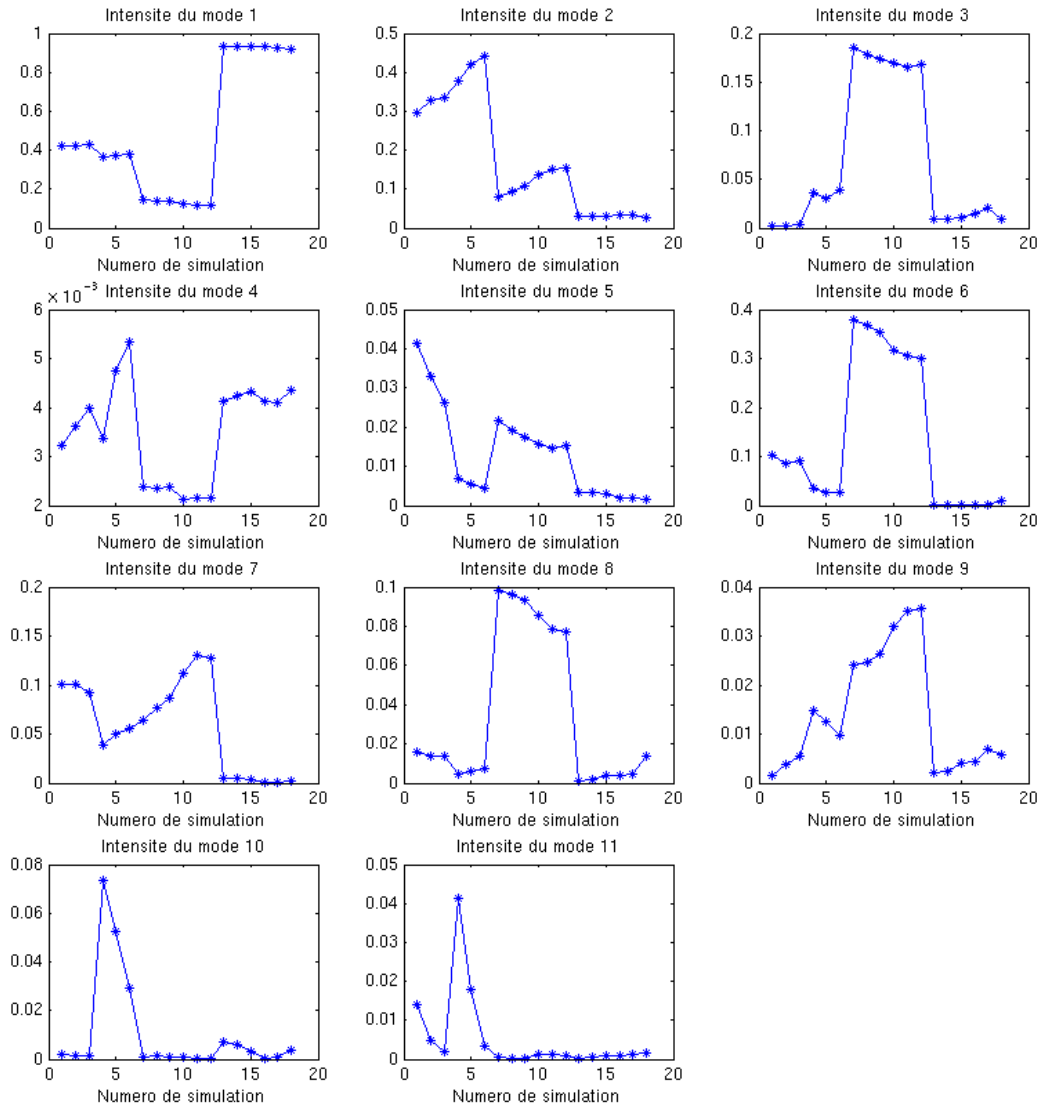 Intensite du mode 1
1
0.8
0.6
0.4
0.2
0
0 5 10 15 20
Numero de simulation
Intensite du mode 2
0.5
0.4
0.3
0.2
0.1
0
0 5 10 15 20
Numero de simulation
Intensite du mode 3
0.2
0.15
0.1
0.05
0
0 5 10 15 20
Numero de simulation
× 10⁻³ Intensite du mode 4
6
5
4
3
2
0 5 10 15 20
Numero de simulation
Intensite du mode 5
0.05
0.04
0.03
0.02
0.01
0
0 5 10 15 20
Numero de simulation
Intensite du mode 6
0.4
0.3
0.2
0.1
0
0 5 10 15 20
Numero de simulation
Intensite du mode 7
0.2
0.15
0.1
0.05
0
0 5 10 15 20
Numero de simulation
Intensite du mode 8
0.1
0.08
0.06
0.04
0.02
0
0 5 10 15 20
Numero de simulation
Intensite du mode 9
0.04
0.03
0.02
0.01
0
0 5 10 15 20
Numero de simulation
Intensite du mode 10
0.08
0.06
0.04
0.02
0
0 5 10 15 20
Numero de simulation
Intensite du mode 11
0.05
0.04
0.03
0.02
0.01
0
0 5 10 15 20
Numero de simulation